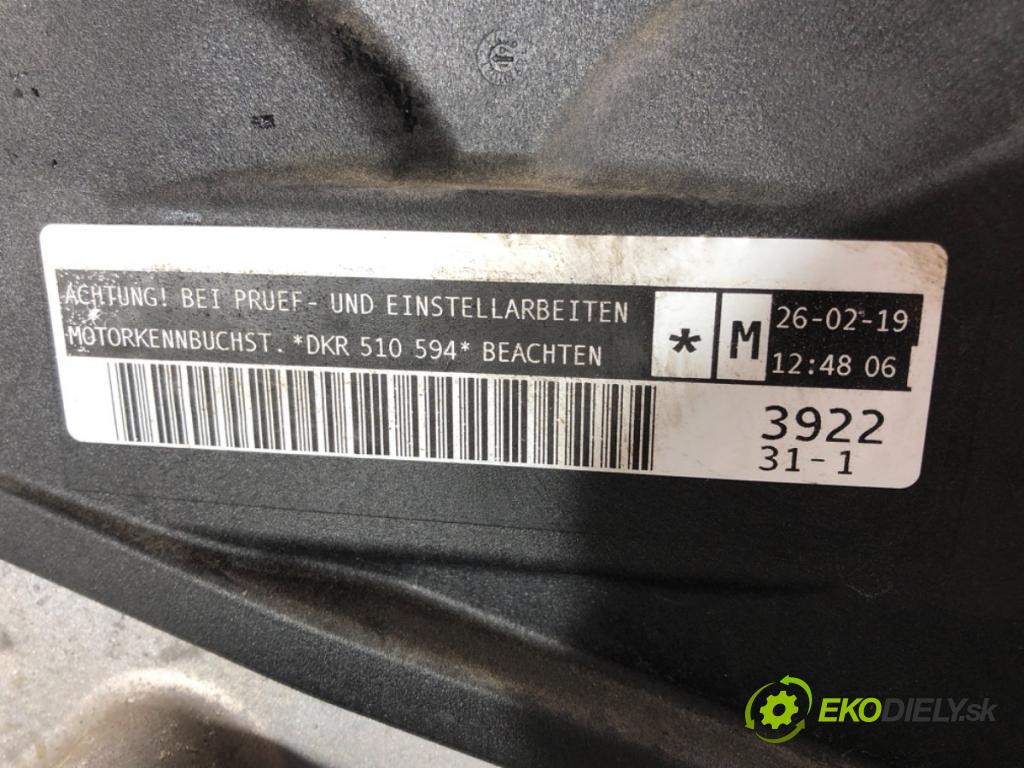 ACHTUNG! BEI PRUEF- UND EINSTELLARBEITEN
MOTORKENNBUCHST. *DKR 510 594* BEACHTEN
*
M
26-02-19
12:48 06
3922
31-1
EKODIELY.sk